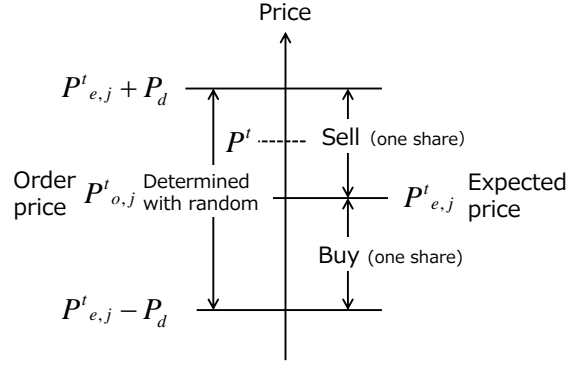 Price
P^t_{e,j} + P_d
P^t
Sell (one share)
Order price
P^t_{o,j}
Determined with random
P^t_{e,j}
Expected price
Buy (one share)
P^t_{e,j} − P_d